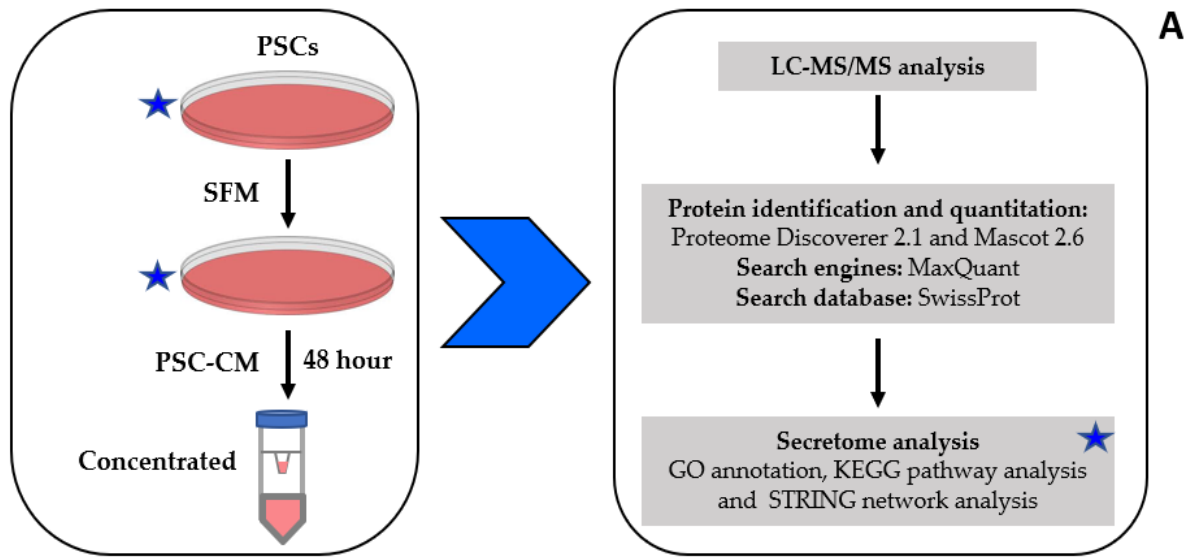 A
PSCs
SFM
PSC-CM
48 hour
Concentrated
LC-MS/MS analysis
Protein identification and quantitation:
Proteome Discoverer 2.1 and Mascot 2.6
Search engines: MaxQuant
Search database: SwissProt
Secretome analysis
GO annotation, KEGG pathway analysis
and STRING network analysis